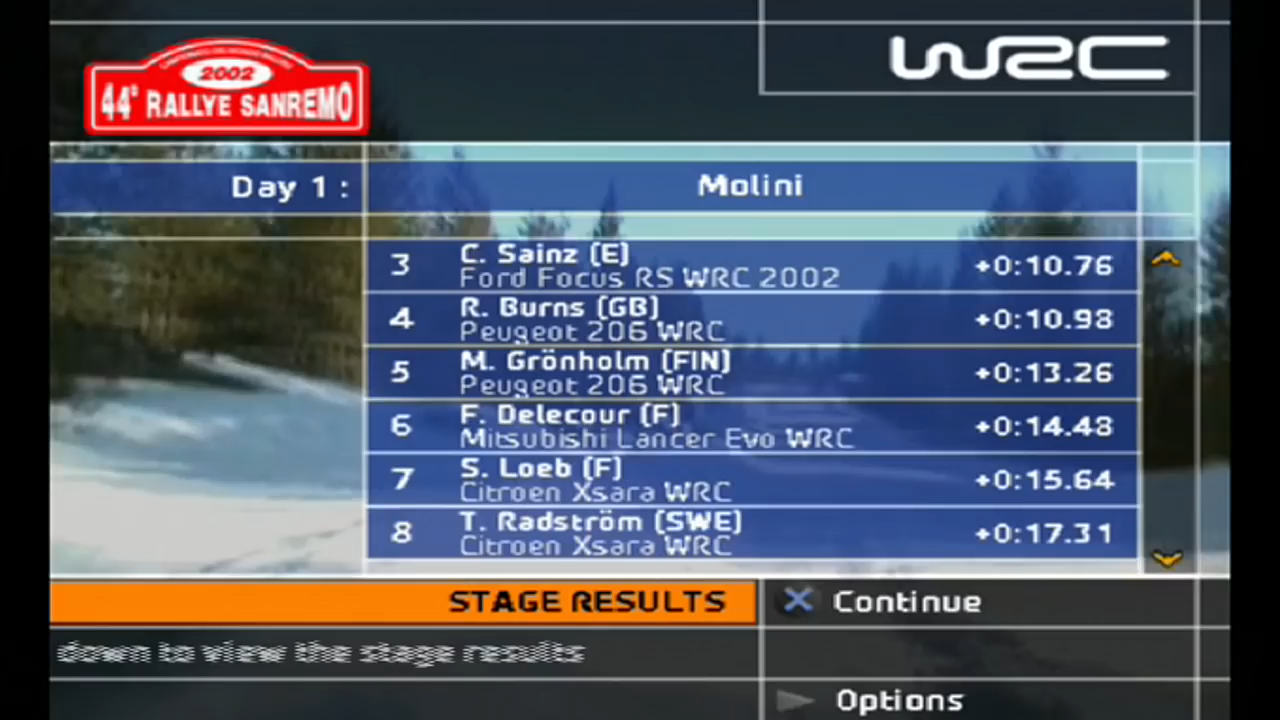 2002
44° RALLYE SANREMO
WRC
Day 1 :
Molini
3
C. Sainz (E)
Ford Focus RS WRC 2002
+0:10.76
4
R. Burns (GB)
Peugeot 206 WRC
+0:10.98
5
M. Grönholm (FIN)
Peugeot 206 WRC
+0:13.26
6
F. Delecour (F)
Mitsubishi Lancer Evo WRC
+0:14.48
7
S. Loeb (F)
Citroen Xsara WRC
+0:15.64
8
T. Radström (SWE)
Citroen Xsara WRC
+0:17.31
STAGE RESULTS
Continue
down to view the stage results
Options